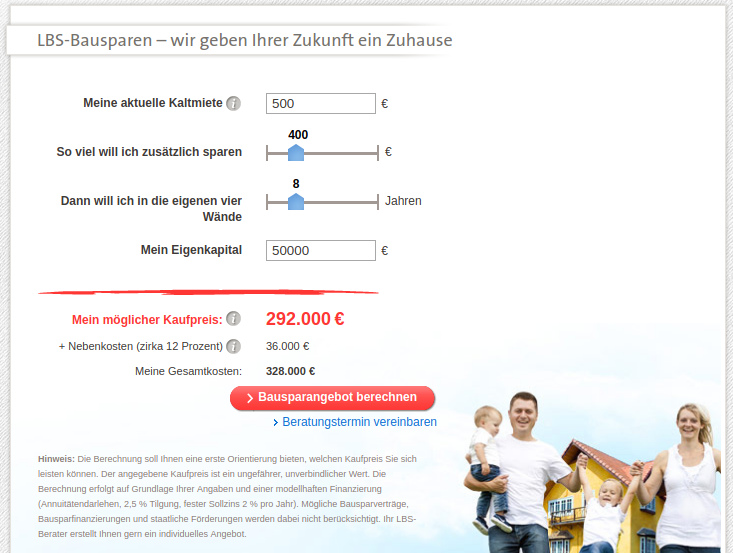 LBS-Bausparen – wir geben Ihrer Zukunft ein Zuhause
Meine aktuelle Kaltmiete i 500 €
400
So viel will ich zusätzlich sparen €
8
Dann will ich in die eigenen vier Jahren
Wände
Mein Eigenkapital 50000 €
Mein möglicher Kaufpreis: i 292.000 €
+ Nebenkosten (zirka 12 Prozent) i 36.000 €
Meine Gesamtkosten: 328.000 €
Bausparangebot berechnen
Beratungstermin vereinbaren
Hinweis: Die Berechnung soll Ihnen eine erste Orientierung bieten, welchen Kaufpreis Sie sich
leisten können. Der angegebene Kaufpreis ist ein ungefährer, unverbindlicher Wert. Die
Berechnung erfolgt auf Grundlage Ihrer Angaben und einer modellhaften Finanzierung
(Annuitätendarlehen, 2,5 % Tilgung, fester Sollzins 2 % pro Jahr). Mögliche Bausparverträge,
Bausparfinanzierungen und staatliche Förderungen werden dabei nicht berücksichtigt. Ihr LBS-
Berater erstellt Ihnen gern ein individuelles Angebot.